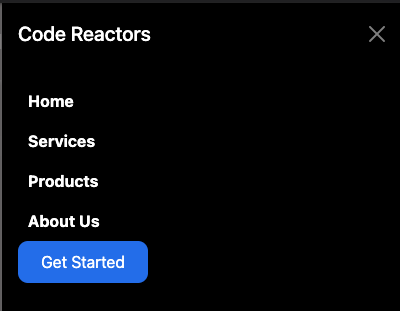 Code Reactors
Home
Services
Products
About Us
Get Started